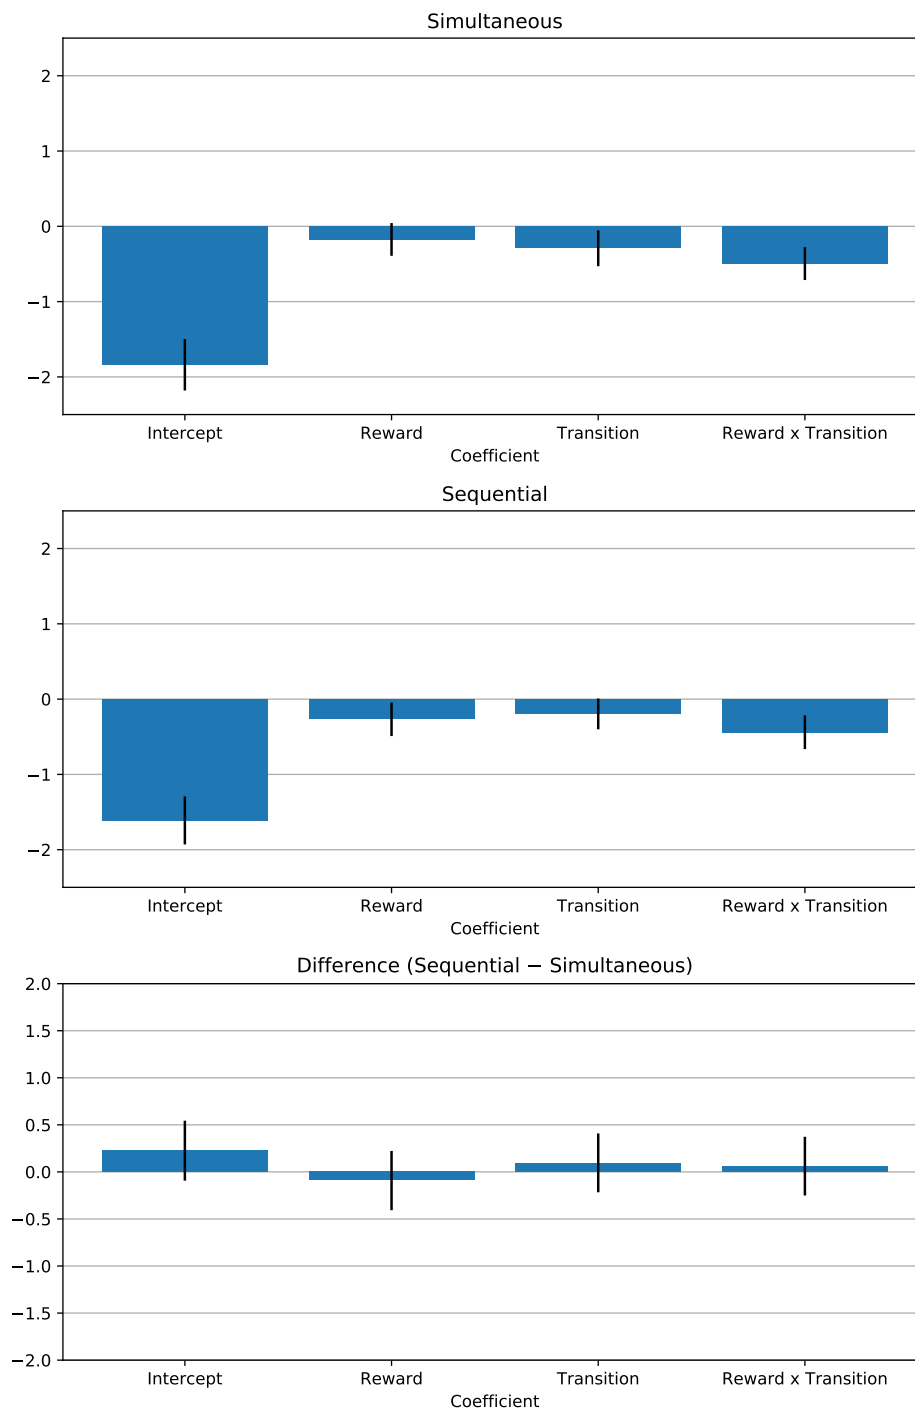 Simultaneous
2
1
0
−1
−2
Intercept Reward Transition Reward x Transition
Coefficient
Sequential
2
1
0
−1
−2
Intercept Reward Transition Reward x Transition
Coefficient
Difference (Sequential − Simultaneous)
2.0
1.5
1.0
0.5
0.0
−0.5
−1.0
−1.5
−2.0
Intercept Reward Transition Reward x Transition
Coefficient